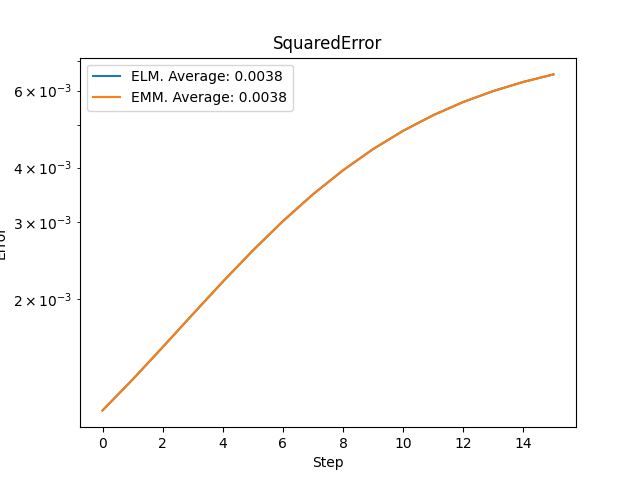 SquaredError
ELM. Average: 0.0038
EMM. Average: 0.0038
6 × 10⁻³
4 × 10⁻³
3 × 10⁻³
2 × 10⁻³
Error
0 2 4 6 8 10 12 14
Step